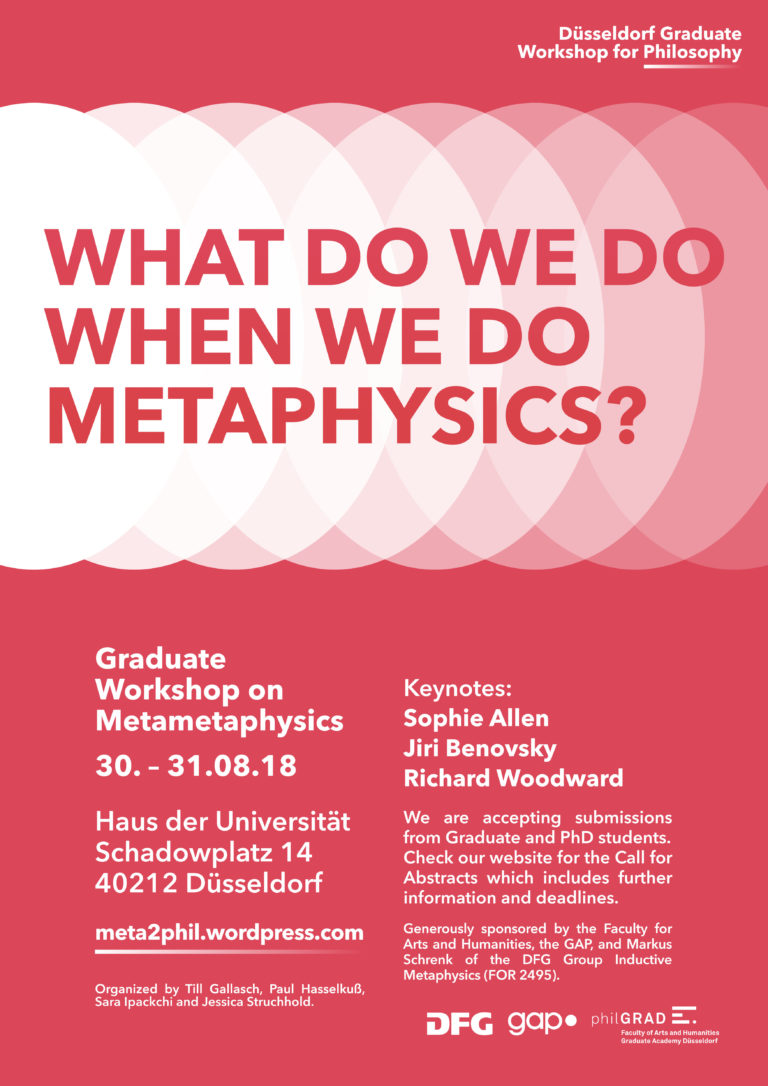 Düsseldorf Graduate
Workshop for Philosophy
WHAT DO WE DO
WHEN WE DO
METAPHYSICS?
Graduate
Workshop on
Metametaphysics
30. – 31.08.18
Haus der Universität
Schadowplatz 14
40212 Düsseldorf
meta2phil.wordpress.com
Organized by Till Gallasch, Paul Hasselkuß,
Sara Ipackchi and Jessica Struchhold.
Keynotes:
Sophie Allen
Jiri Benovsky
Richard Woodward
We are accepting submissions
from Graduate and PhD students.
Check our website for the Call for
Abstracts which includes further
information and deadlines.
Generously sponsored by the Faculty for
Arts and Humanities, the GAP, and Markus
Schrenk of the DFG Group Inductive
Metaphysics (FOR 2495).
DFG gap philGRAD
Faculty of Arts and Humanities
Graduate Academy Düsseldorf